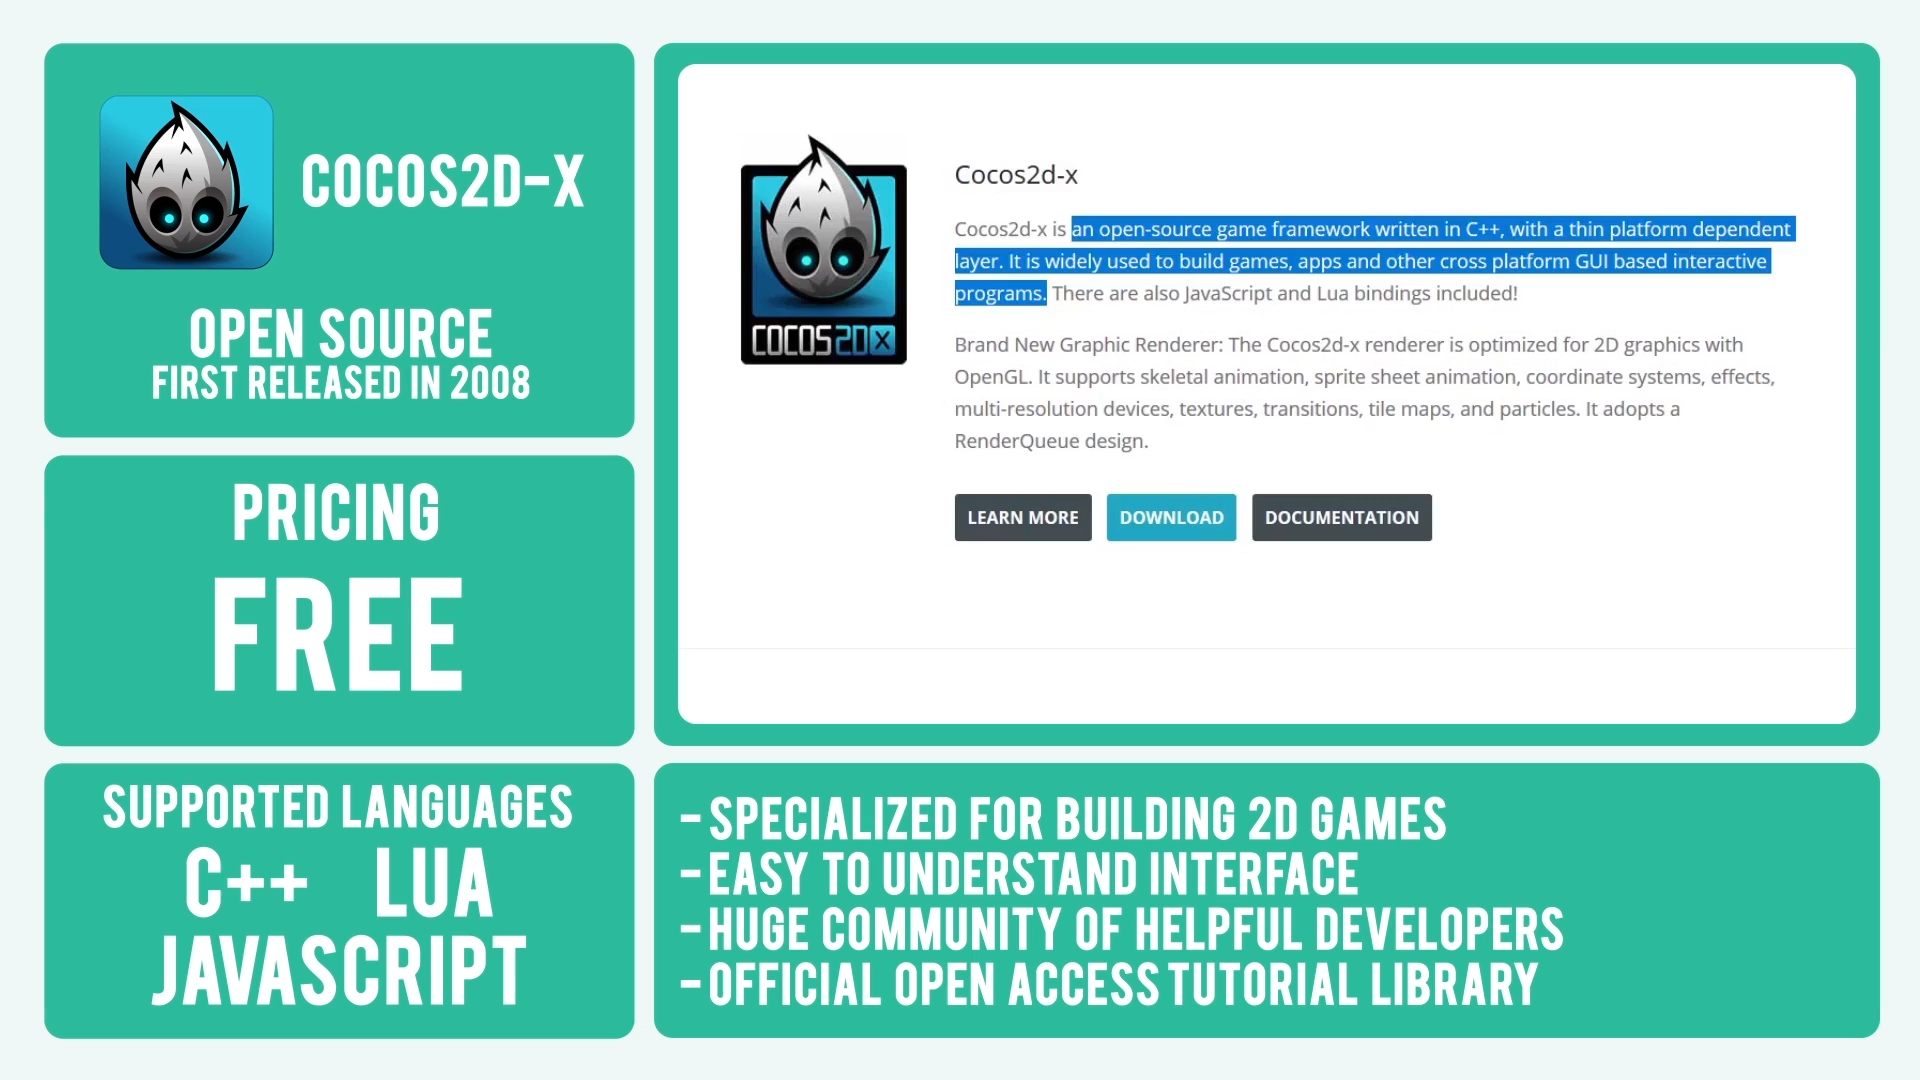 COCOS2D-X
OPEN SOURCE
FIRST RELEASED IN 2008
PRICING
FREE
SUPPORTED LANGUAGES
C++ LUA
JAVASCRIPT
COCOS2DX
Cocos2d-x
Cocos2d-x is an open-source game framework written in C++, with a thin platform dependent
layer. It is widely used to build games, apps and other cross platform GUI based interactive
programs. There are also JavaScript and Lua bindings included!
Brand New Graphic Renderer: The Cocos2d-x renderer is optimized for 2D graphics with
OpenGL. It supports skeletal animation, sprite sheet animation, coordinate systems, effects,
multi-resolution devices, textures, transitions, tile maps, and particles. It adopts a
RenderQueue design.
LEARN MORE DOWNLOAD DOCUMENTATION
- SPECIALIZED FOR BUILDING 2D GAMES
- EASY TO UNDERSTAND INTERFACE
- HUGE COMMUNITY OF HELPFUL DEVELOPERS
- OFFICIAL OPEN ACCESS TUTORIAL LIBRARY